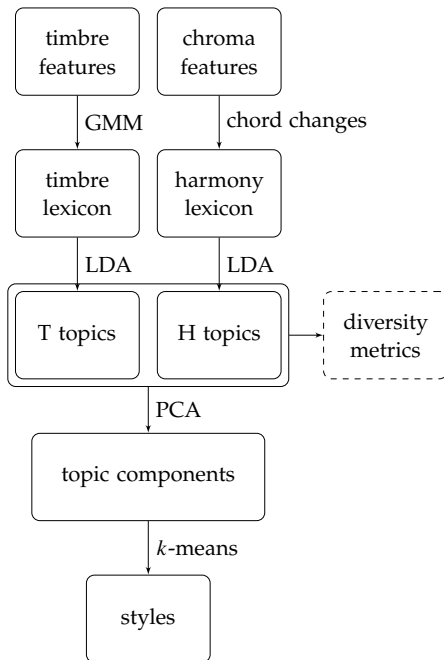 timbre
features
chroma
features
GMM
chord changes
timbre
lexicon
harmony
lexicon
LDA
LDA
T topics
H topics
diversity
metrics
PCA
topic components
k-means
styles